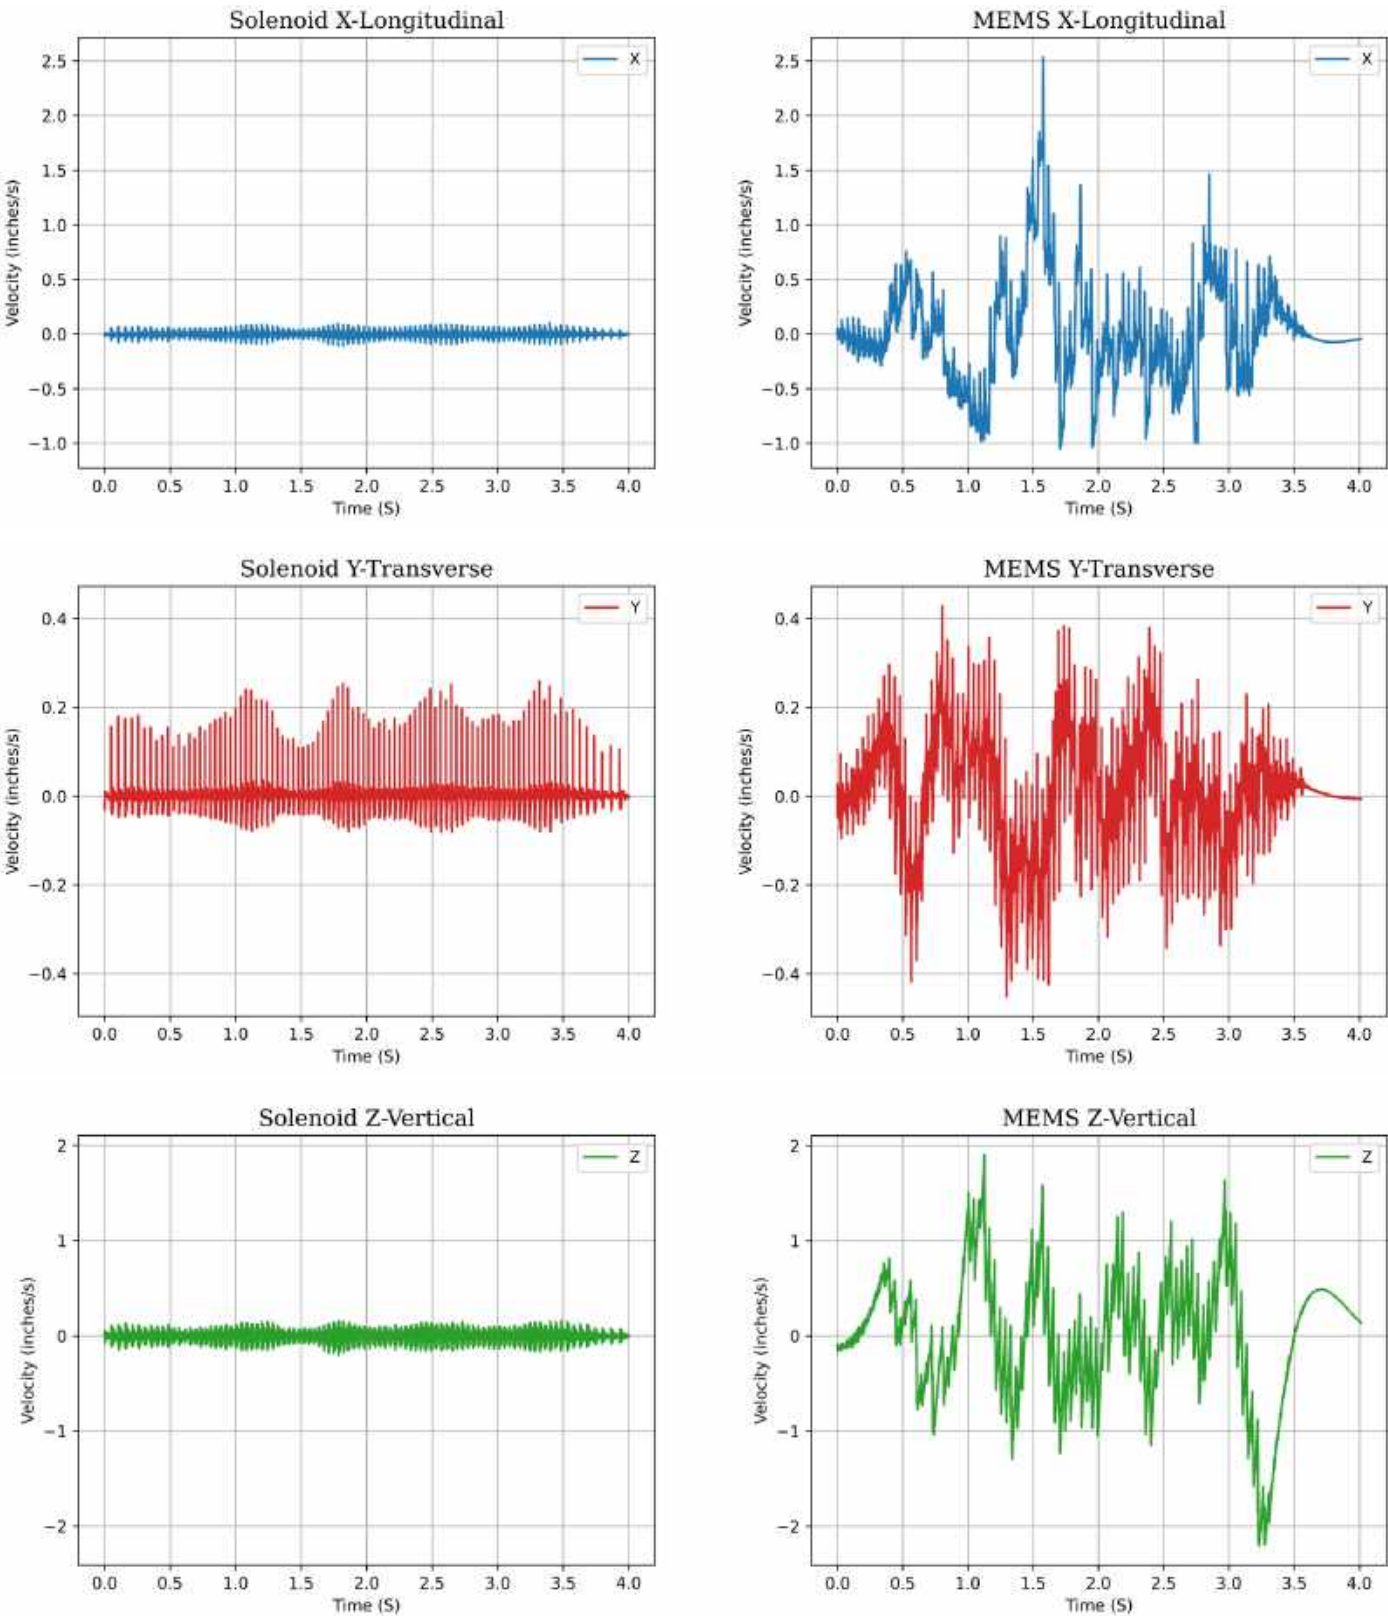 Solenoid X-Longitudinal
X
Velocity (inches/s)
2.5
2.0
1.5
1.0
0.5
0.0
−0.5
−1.0
0.0 0.5 1.0 1.5 2.0 2.5 3.0 3.5 4.0
Time (S)
MEMS X-Longitudinal
X
Velocity (inches/s)
2.5
2.0
1.5
1.0
0.5
0.0
−0.5
−1.0
0.0 0.5 1.0 1.5 2.0 2.5 3.0 3.5 4.0
Time (S)
Solenoid Y-Transverse
Y
Velocity (inches/s)
0.4
0.2
0.0
−0.2
−0.4
0.0 0.5 1.0 1.5 2.0 2.5 3.0 3.5 4.0
Time (S)
MEMS Y-Transverse
Y
Velocity (inches/s)
0.4
0.2
0.0
−0.2
−0.4
0.0 0.5 1.0 1.5 2.0 2.5 3.0 3.5 4.0
Time (S)
Solenoid Z-Vertical
Z
Velocity (inches/s)
2
1
0
−1
−2
0.0 0.5 1.0 1.5 2.0 2.5 3.0 3.5 4.0
Time (S)
MEMS Z-Vertical
Z
Velocity (inches/s)
2
1
0
−1
−2
0.0 0.5 1.0 1.5 2.0 2.5 3.0 3.5 4.0
Time (S)